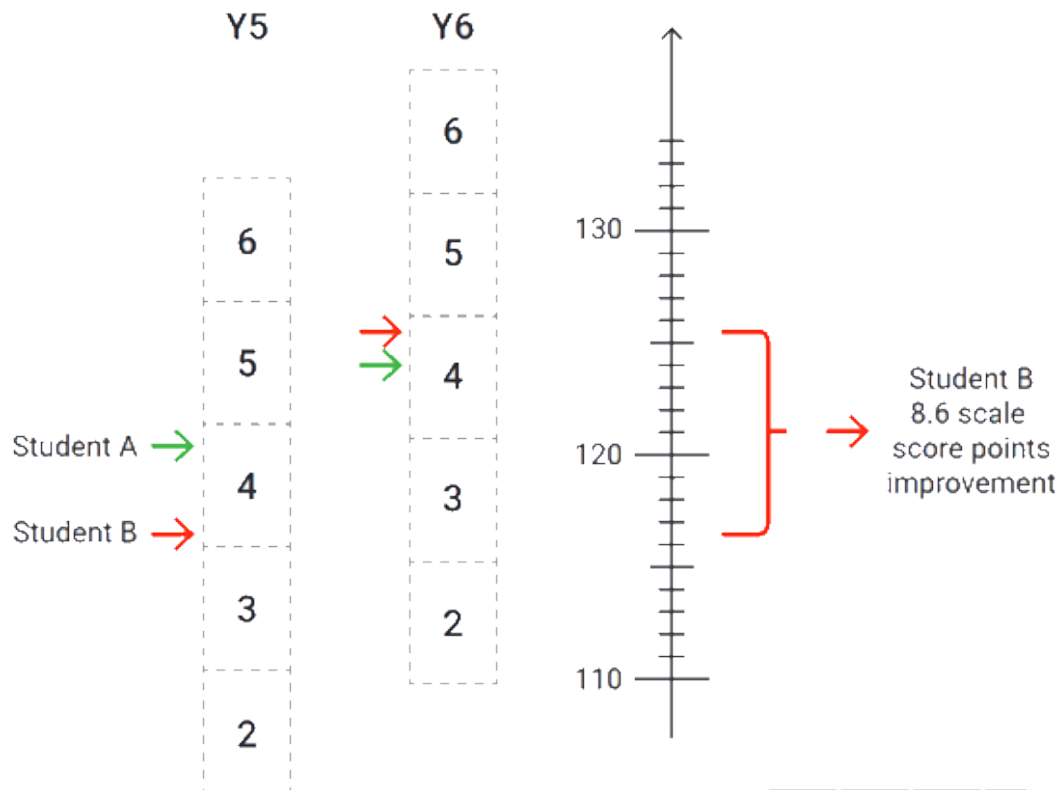 Y5 Y6
6
6
130
5
5
4
Student B
8.6 scale
score points
improvement
Student A
120
4
3
Student B
3
2
110
2